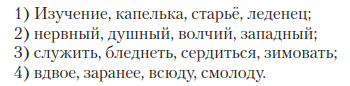 1) Изучение, капелька, старьё, леденец;
2) нервный, душный, волчий, западный;
3) служить, бледнеть, сердиться, зимовать;
4) вдвое, заранее, всюду, смолоду.